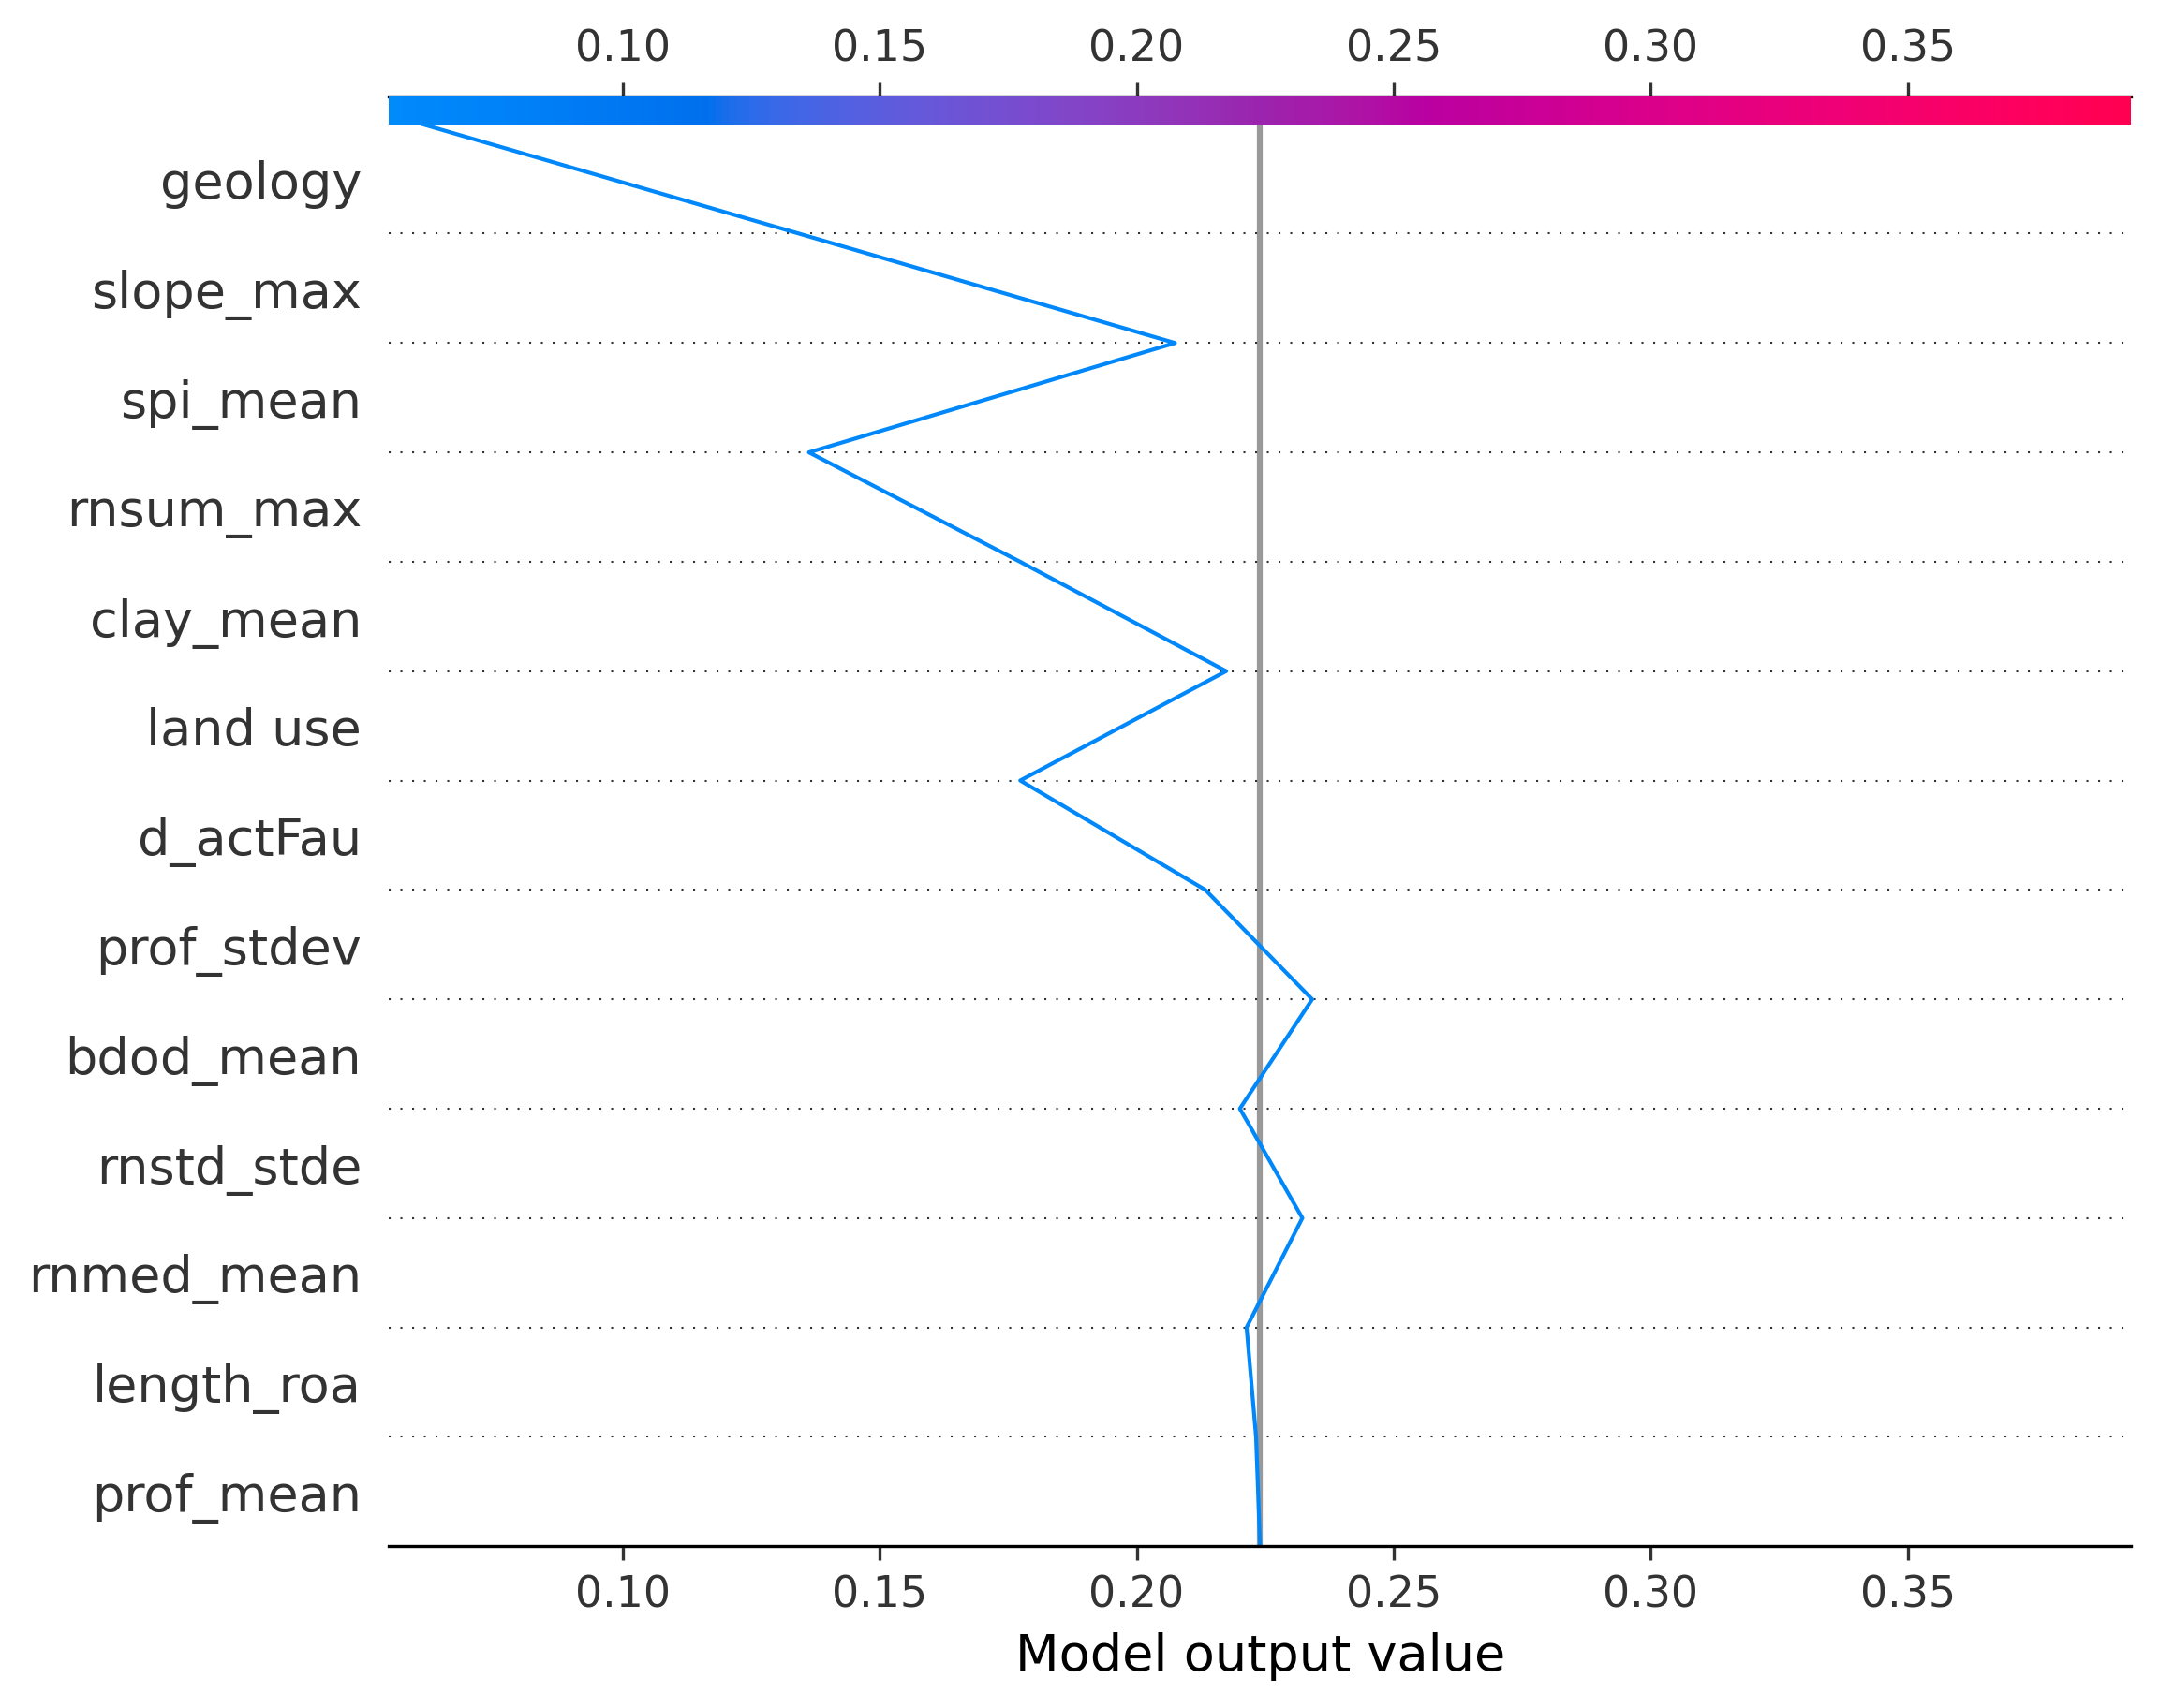 0.10 0.15 0.20 0.25 0.30 0.35
geology
slope_max
spi_mean
rnsum_max
clay_mean
land use
d_actFau
prof_stdev
bdod_mean
rnstd_stde
rnmed_mean
length_roa
prof_mean
0.10 0.15 0.20 0.25 0.30 0.35
Model output value